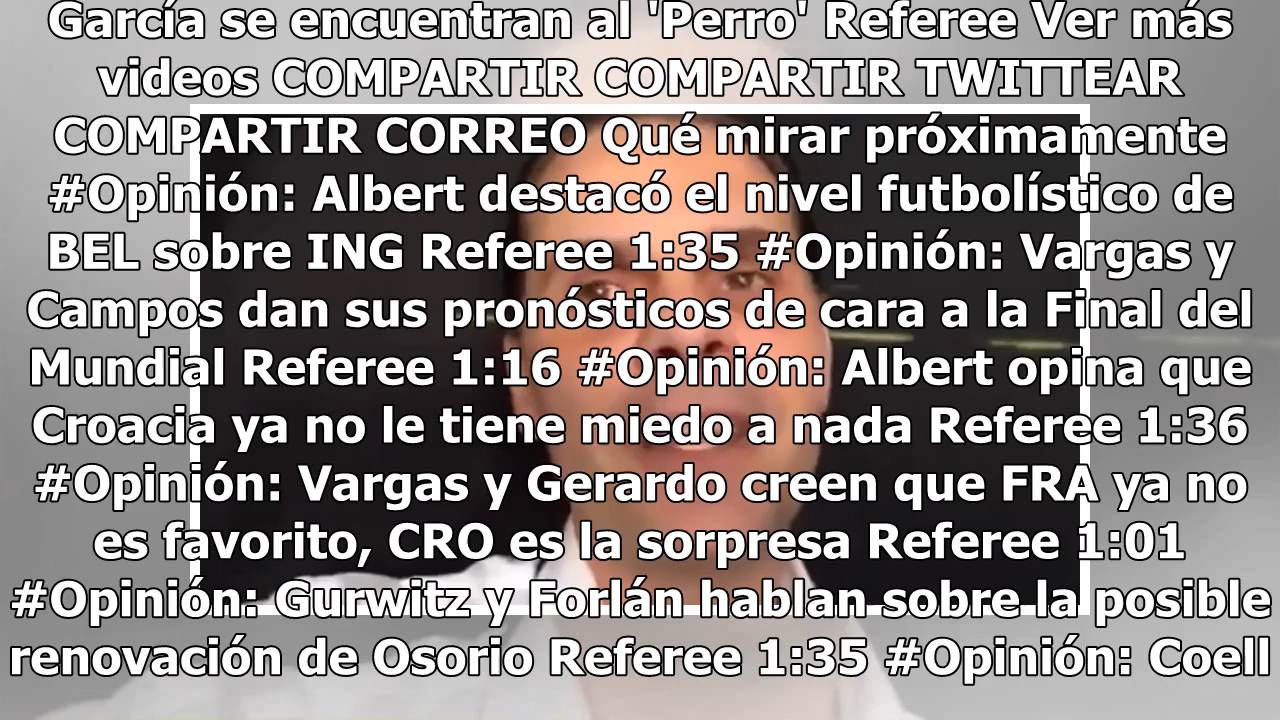 García se encuentran al 'Perro' Referee Ver más
videos COMPARTIR COMPARTIR TWITTEAR
COMPARTIR CORREO Qué mirar próximamente
#Opinión: Albert destacó el nivel futbolístico de
BEL sobre ING Referee 1:35 #Opinión: Vargas y
Campos dan sus pronósticos de cara a la Final del
Mundial Referee 1:16 #Opinión: Albert opina que
Croacia ya no le tiene miedo a nada Referee 1:36
#Opinión: Vargas y Gerardo creen que FRA ya no
es favorito, CRO es la sorpresa Referee 1:01
#Opinión: Gurwitz y Forlán hablan sobre la posible
renovación de Osorio Referee 1:35 #Opinión: Coell